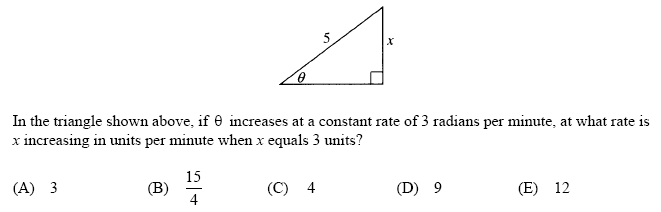 5
x
θ
In the triangle shown above, if θ increases at a constant rate of 3 radians per minute, at what rate is
x increasing in units per minute when x equals 3 units?
(A) 3 (B) 15/4 (C) 4 (D) 9 (E) 12